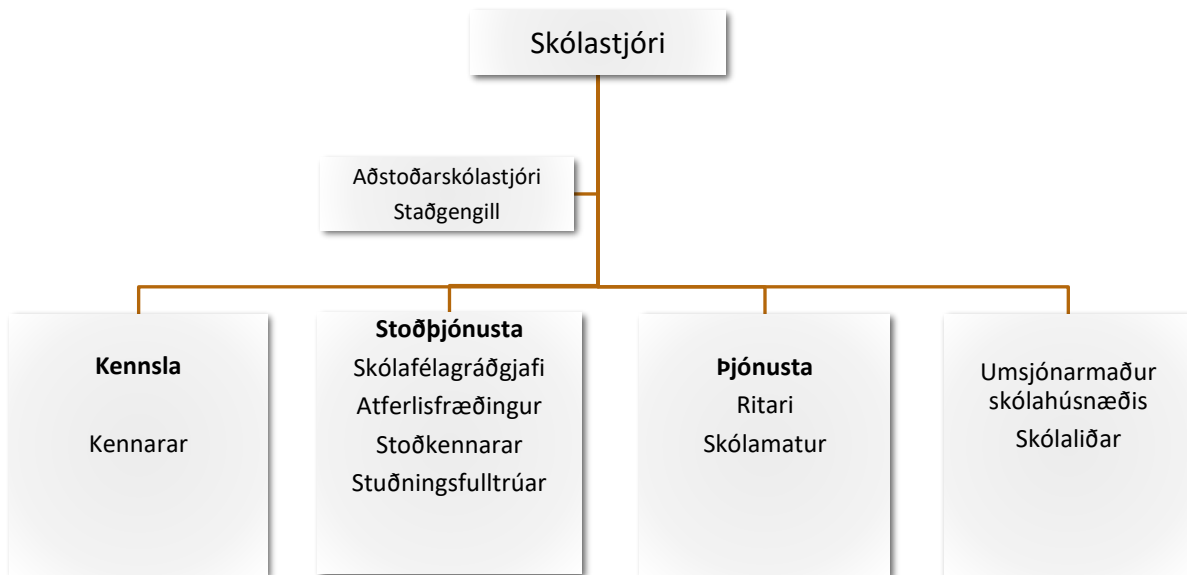 Skólastjóri
Aðstoðarskólastjóri
Staðgengill
Kennsla
Kennarar
Stoðþjónusta
Skólafélagráðgjafi
Atferlisfræðingur
Stoðkennarar
Stuðningsfulltrúar
Þjónusta
Ritari
Skólamatur
Umsjónarmaður
skólahúsnæðis
Skólaliðar